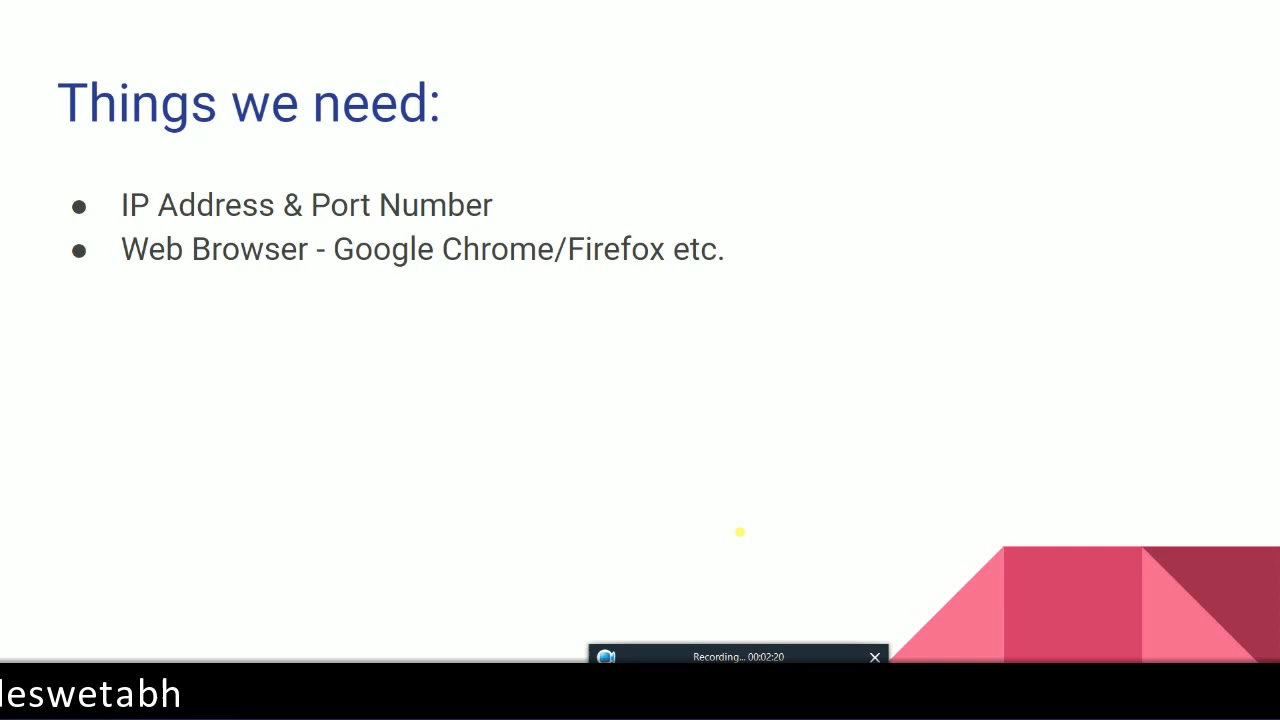 Things we need:
● IP Address & Port Number
● Web Browser - Google Chrome/Firefox etc.
Recording... 00:02:20
leswetabh